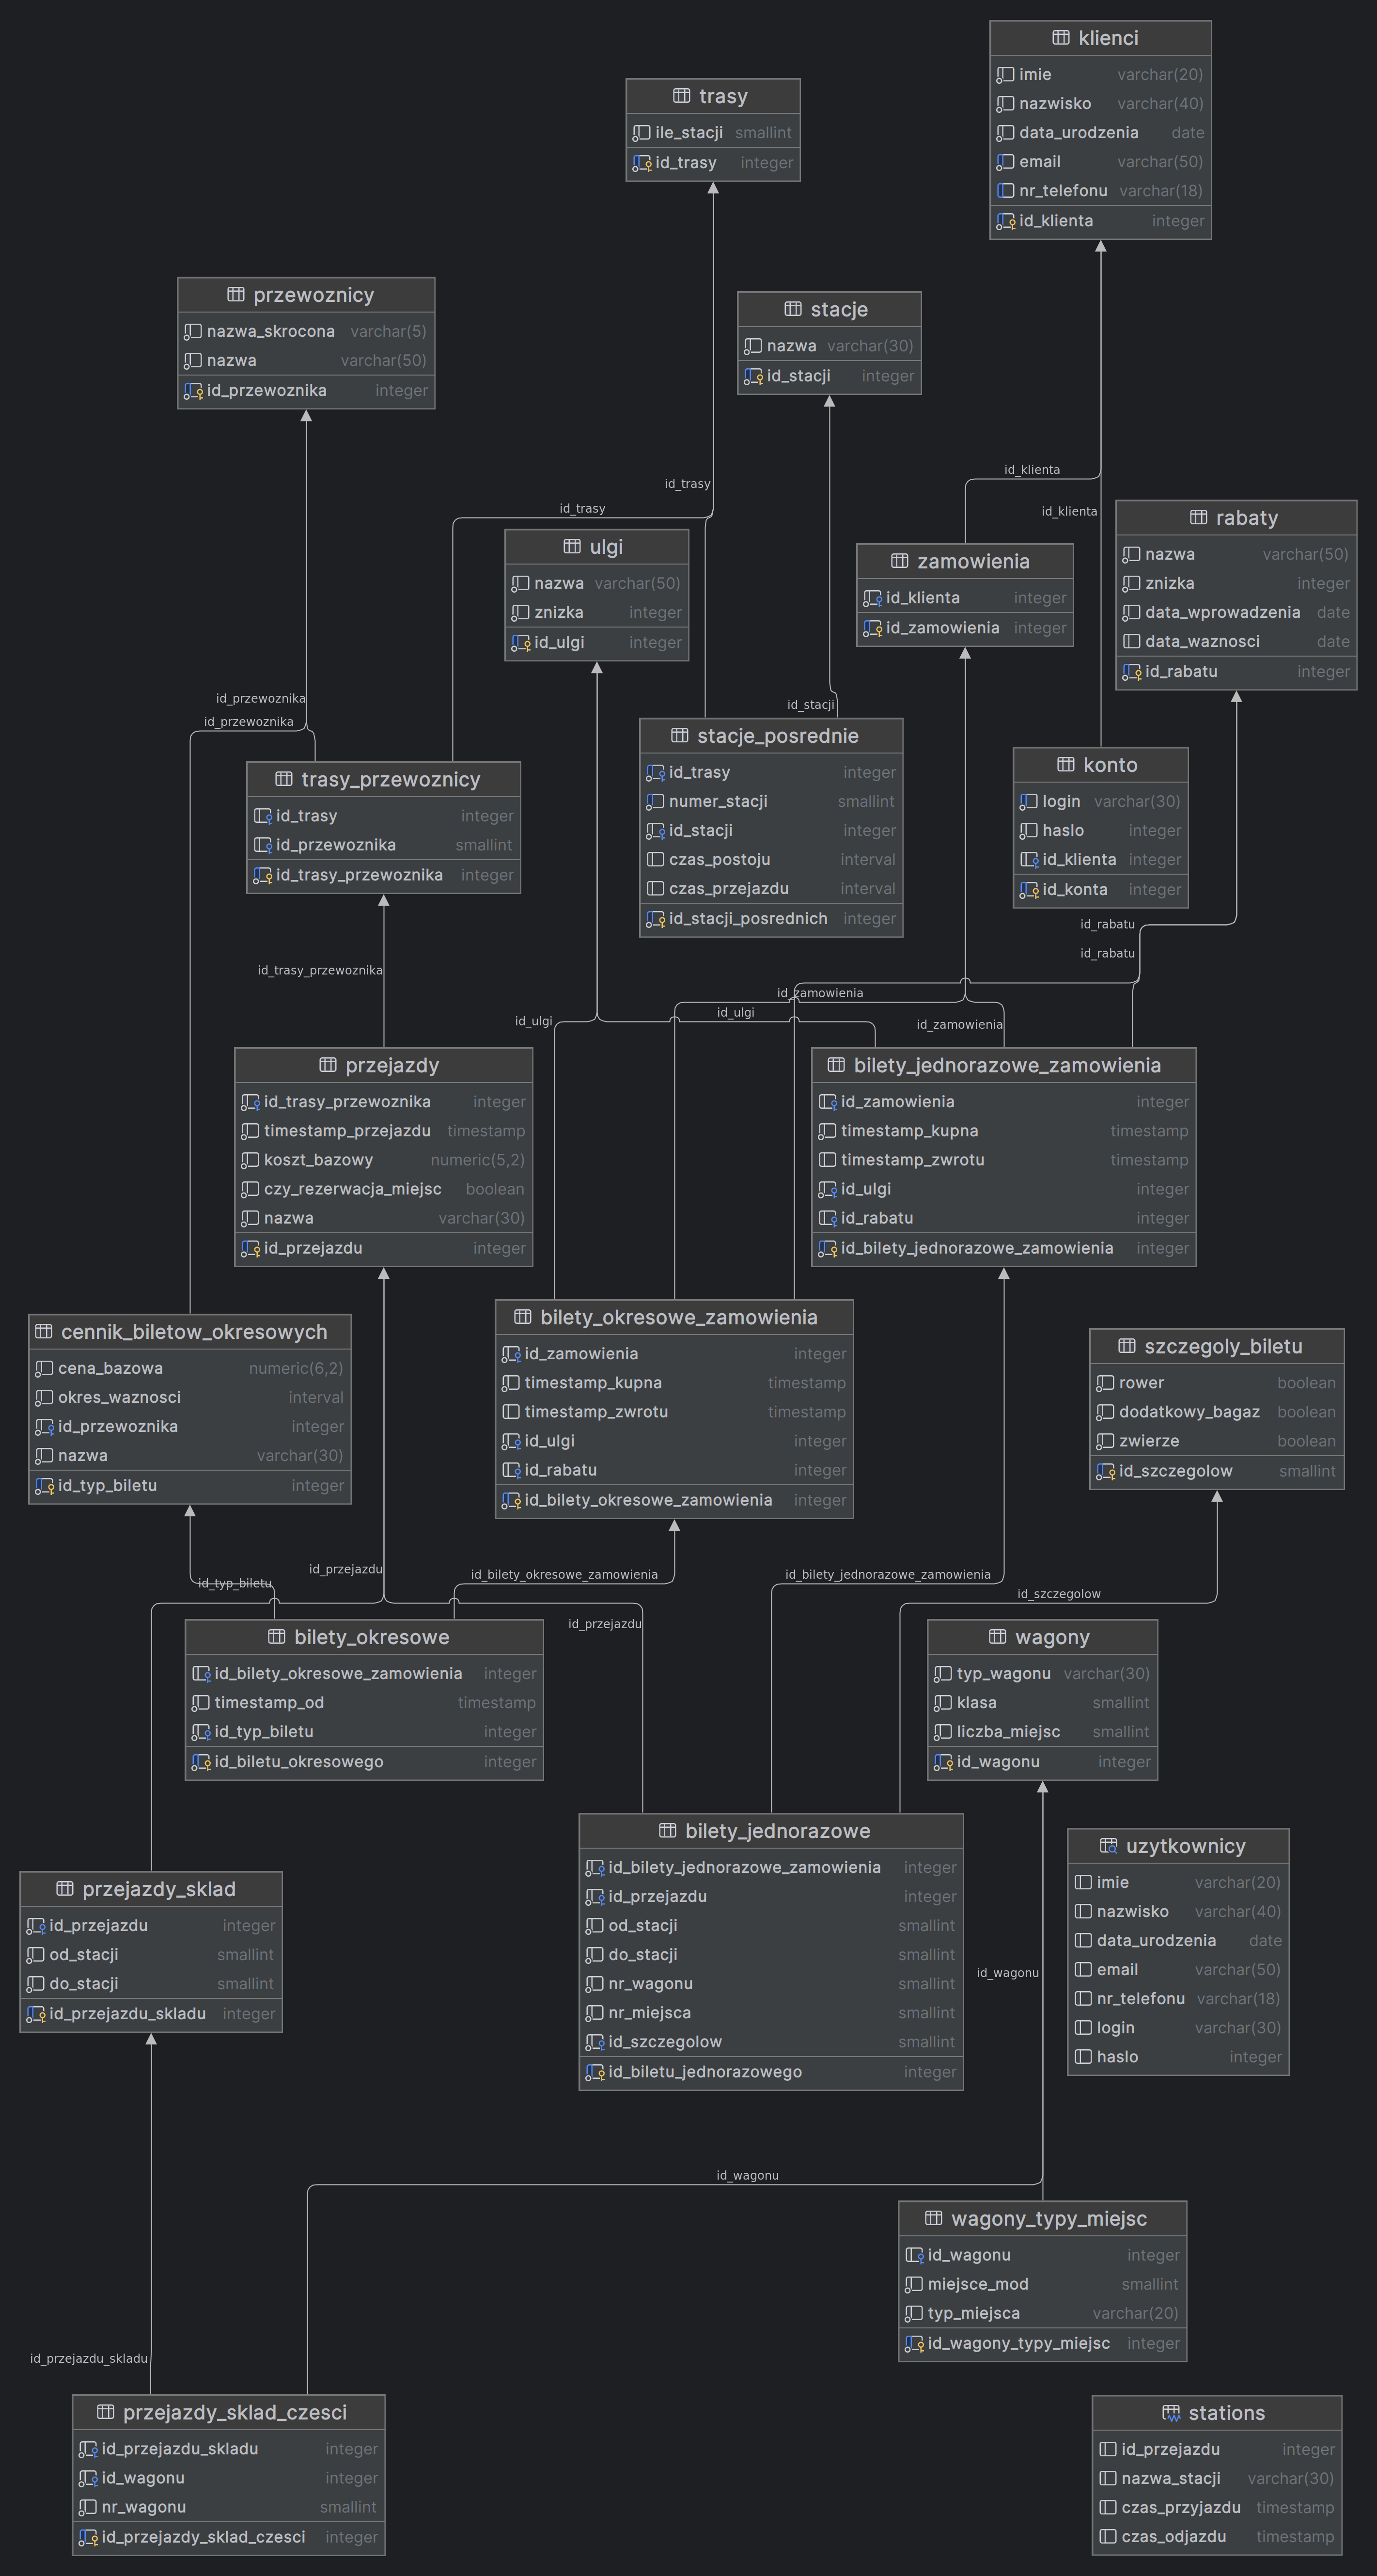 klienci
imie varchar(20)
nazwisko varchar(40)
data_urodzenia date
email varchar(50)
nr_telefonu varchar(18)
id_klienta integer
trasy
ile_stacji smallint
id_trasy integer
przewoznicy
nazwa_skrocona varchar(5)
nazwa varchar(50)
id_przewoznika integer
stacje
nazwa varchar(30)
id_stacji integer
id_klienta
id_trasy
id_trasy
id_klienta
rabaty
nazwa varchar(50)
znizka integer
data_wprowadzenia date
data_waznosci date
id_rabatu integer
ulgi
nazwa varchar(50)
znizka integer
id_ulgi integer
zamowienia
id_klienta integer
id_zamowienia integer
id_przewoznika
id_przewoznika
id_stacji
stacje_posrednie
id_trasy integer
numer_stacji smallint
id_stacji integer
czas_postoju interval
czas_przejazdu interval
id_stacji_posrednich integer
konto
login varchar(30)
haslo integer
id_klienta integer
id_konta integer
trasy_przewoznicy
id_trasy integer
id_przewoznika smallint
id_trasy_przewoznika integer
id_rabatu
id_rabatu
id_trasy_przewoznika
id_zamowienia
id_ulgi
id_ulgi
id_zamowienia
przejazdy
id_trasy_przewoznika integer
timestamp_przejazdu timestamp
koszt_bazowy numeric(5,2)
czy_rezerwacja_miejsc boolean
nazwa varchar(30)
id_przejazdu integer
bilety_jednorazowe_zamowienia
id_zamowienia integer
timestamp_kupna timestamp
timestamp_zwrotu timestamp
id_ulgi integer
id_rabatu integer
id_bilety_jednorazowe_zamowienia integer
cennik_biletow_okresowych
cena_bazowa numeric(6,2)
okres_waznosci interval
id_przewoznika integer
nazwa varchar(30)
id_typ_biletu integer
bilety_okresowe_zamowienia
id_zamowienia integer
timestamp_kupna timestamp
timestamp_zwrotu timestamp
id_ulgi integer
id_rabatu integer
id_bilety_okresowe_zamowienia integer
szczegoly_biletu
rower boolean
dodatkowy_bagaz boolean
zwierze boolean
id_szczegolow smallint
id_przejazdu
id_typ_biletu
id_bilety_okresowe_zamowienia
id_bilety_jednorazowe_zamowienia
id_szczegolow
id_przejazdu
bilety_okresowe
id_bilety_okresowe_zamowienia integer
timestamp_od timestamp
id_typ_biletu integer
id_biletu_okresowego integer
wagony
typ_wagonu varchar(30)
klasa smallint
liczba_miejsc smallint
id_wagonu integer
bilety_jednorazowe
id_bilety_jednorazowe_zamowienia integer
id_przejazdu integer
od_stacji smallint
do_stacji smallint
nr_wagonu smallint
nr_miejsca smallint
id_szczegolow smallint
id_biletu_jednorazowego integer
uzytkownicy
imie varchar(20)
nazwisko varchar(40)
data_urodzenia date
email varchar(50)
nr_telefonu varchar(18)
login varchar(30)
haslo integer
przejazdy_sklad
id_przejazdu integer
od_stacji smallint
do_stacji smallint
id_przejazdu_skladu integer
id_wagonu
id_wagonu
wagony_typy_miejsc
id_wagonu integer
miejsce_mod smallint
typ_miejsca varchar(20)
id_wagony_typy_miejsc integer
id_przejazdu_skladu
przejazdy_sklad_czesci
id_przejazdu_skladu integer
id_wagonu integer
nr_wagonu smallint
id_przejazdy_sklad_czesci integer
stations
id_przejazdu integer
nazwa_stacji varchar(30)
czas_przyjazdu timestamp
czas_odjazdu timestamp